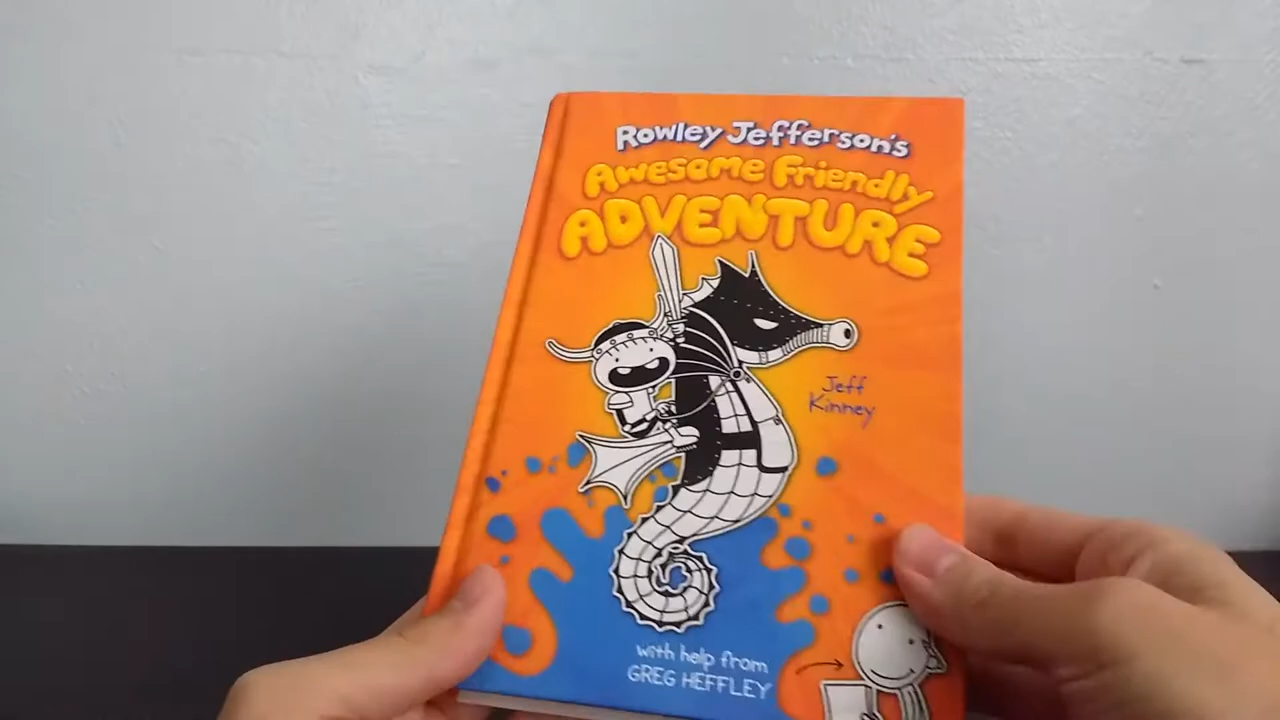 Rowley Jefferson's
Awesome Friendly
ADVENTURE
Jeff
Kinney
with help from
GREG HEFFLEY